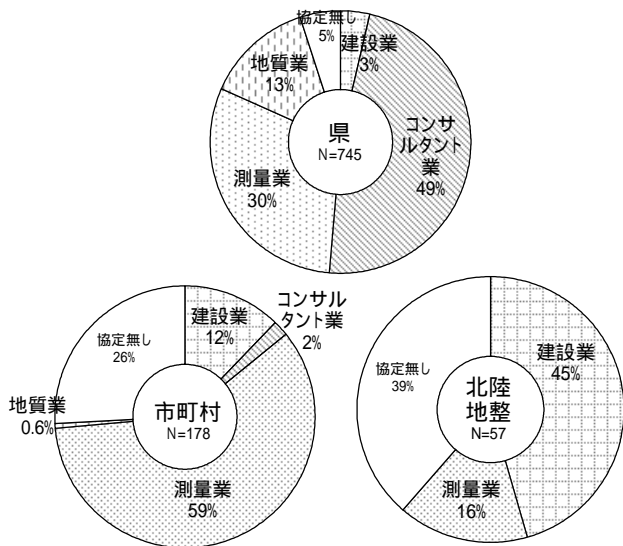 協定無し
5%
建設業
3%
地質業
13%
コンサ
ルタント
業
49%
県
N=745
測量業
30%
建設業
12%
コンサル
タント業
2%
協定無し
26%
地質業
0.6%
市町村
N=178
測量業
59%
建設業
45%
協定無し
39%
北陸
地整
N=57
測量業
16%